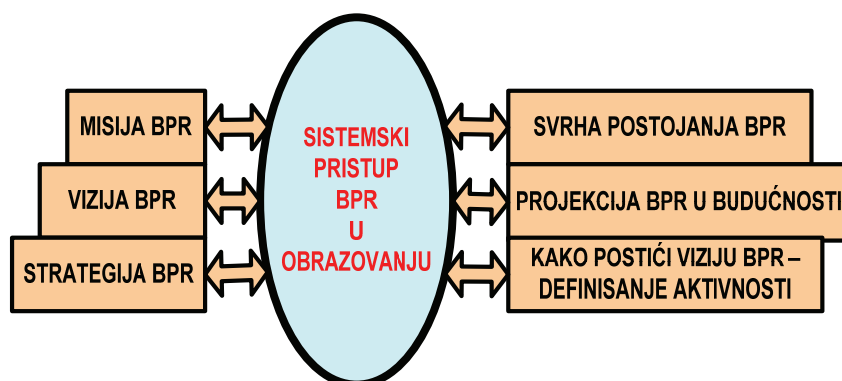 MISIJA BPR
VIZIJA BPR
STRATEGIJA BPR
SISTEMSKI
PRISTUP
BPR
U
OBRAZOVANJU
SVRHA POSTOJANJA BPR
PROJEKCIJA BPR U BUDUĆNOSTI
KAKO POSTIĆI VIZIJU BPR –
DEFINISANJE AKTIVNOSTI